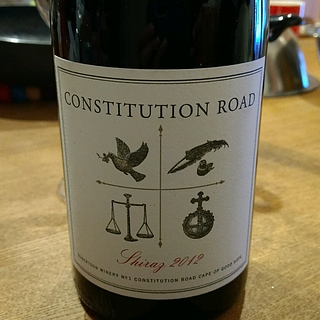 CONSTITUTION ROAD
Shiraz 2012
ROBERTSON WINERY Nº1 CONSTITUTION ROAD CAPE OF GOOD HOPE